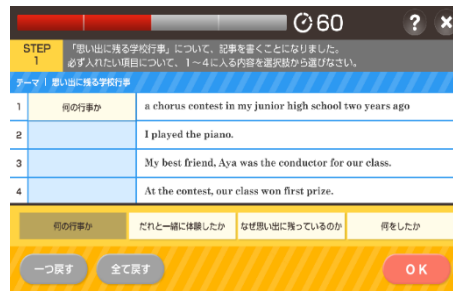 60 ? ×
STEP 1
「思い出に残る学校行事」について、記事を書くことになりました。
必ず入れたい項目について、1～4に入る内容を選択肢から選びなさい。
テーマ | 思い出に残る学校行事
1 何の行事か a chorus contest in my junior high school two years ago
2 I played the piano.
3 My best friend, Aya was the conductor for our class.
4 At the contest, our class won first prize.
何の行事か だれと一緒に体験したか なぜ思い出に残っているのか 何をしたか
一つ戻す 全て戻す OK